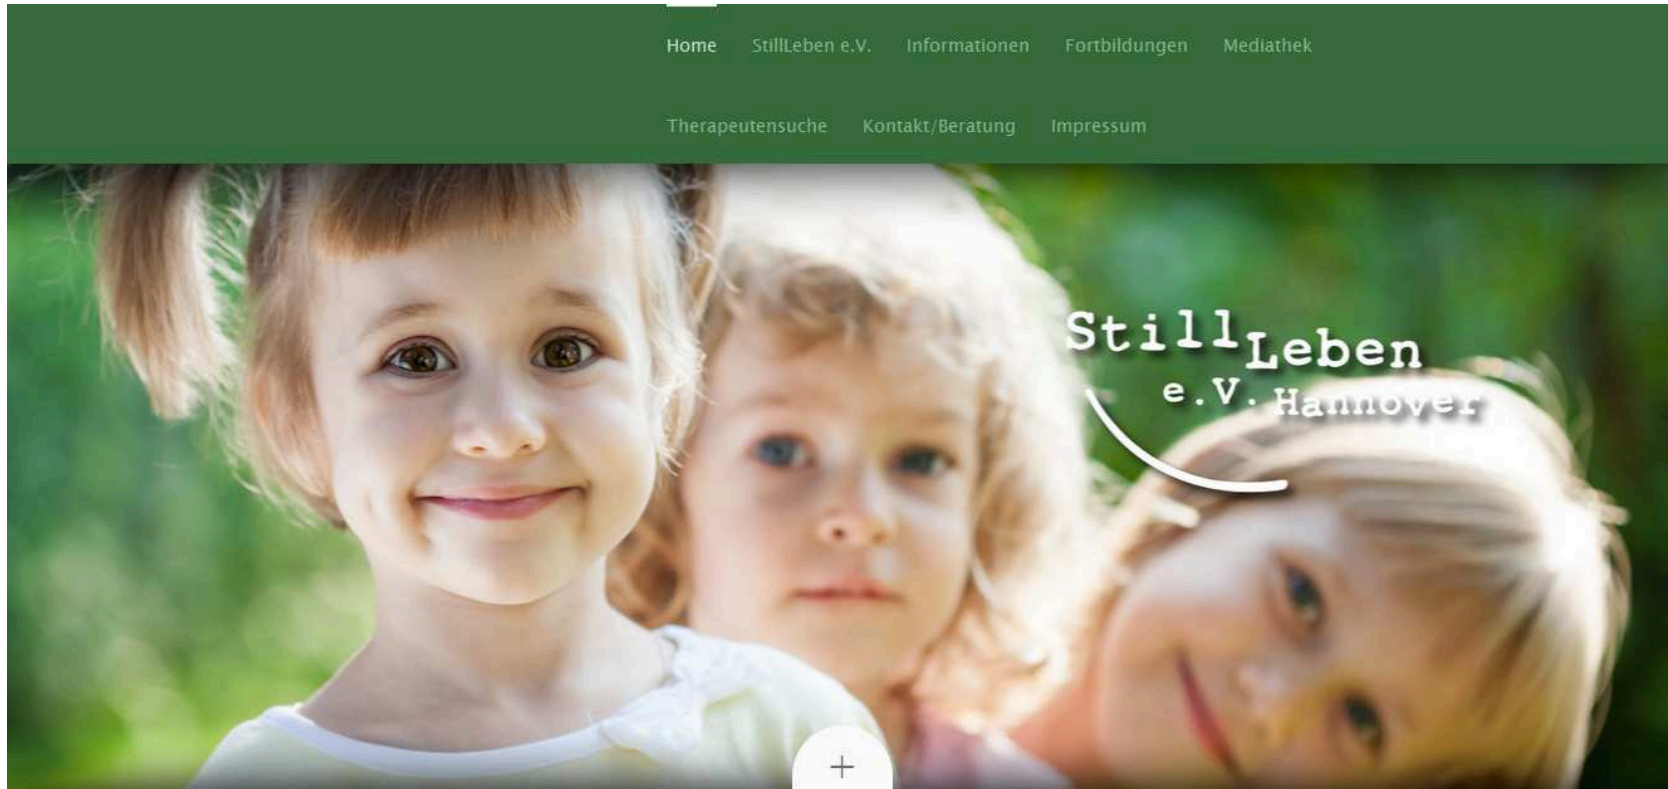 Home StillLeben e.V. Informationen Fortbildungen Mediathek
Therapeutensuche Kontakt/Beratung Impressum
StillLeben
e.V. Hannover
+